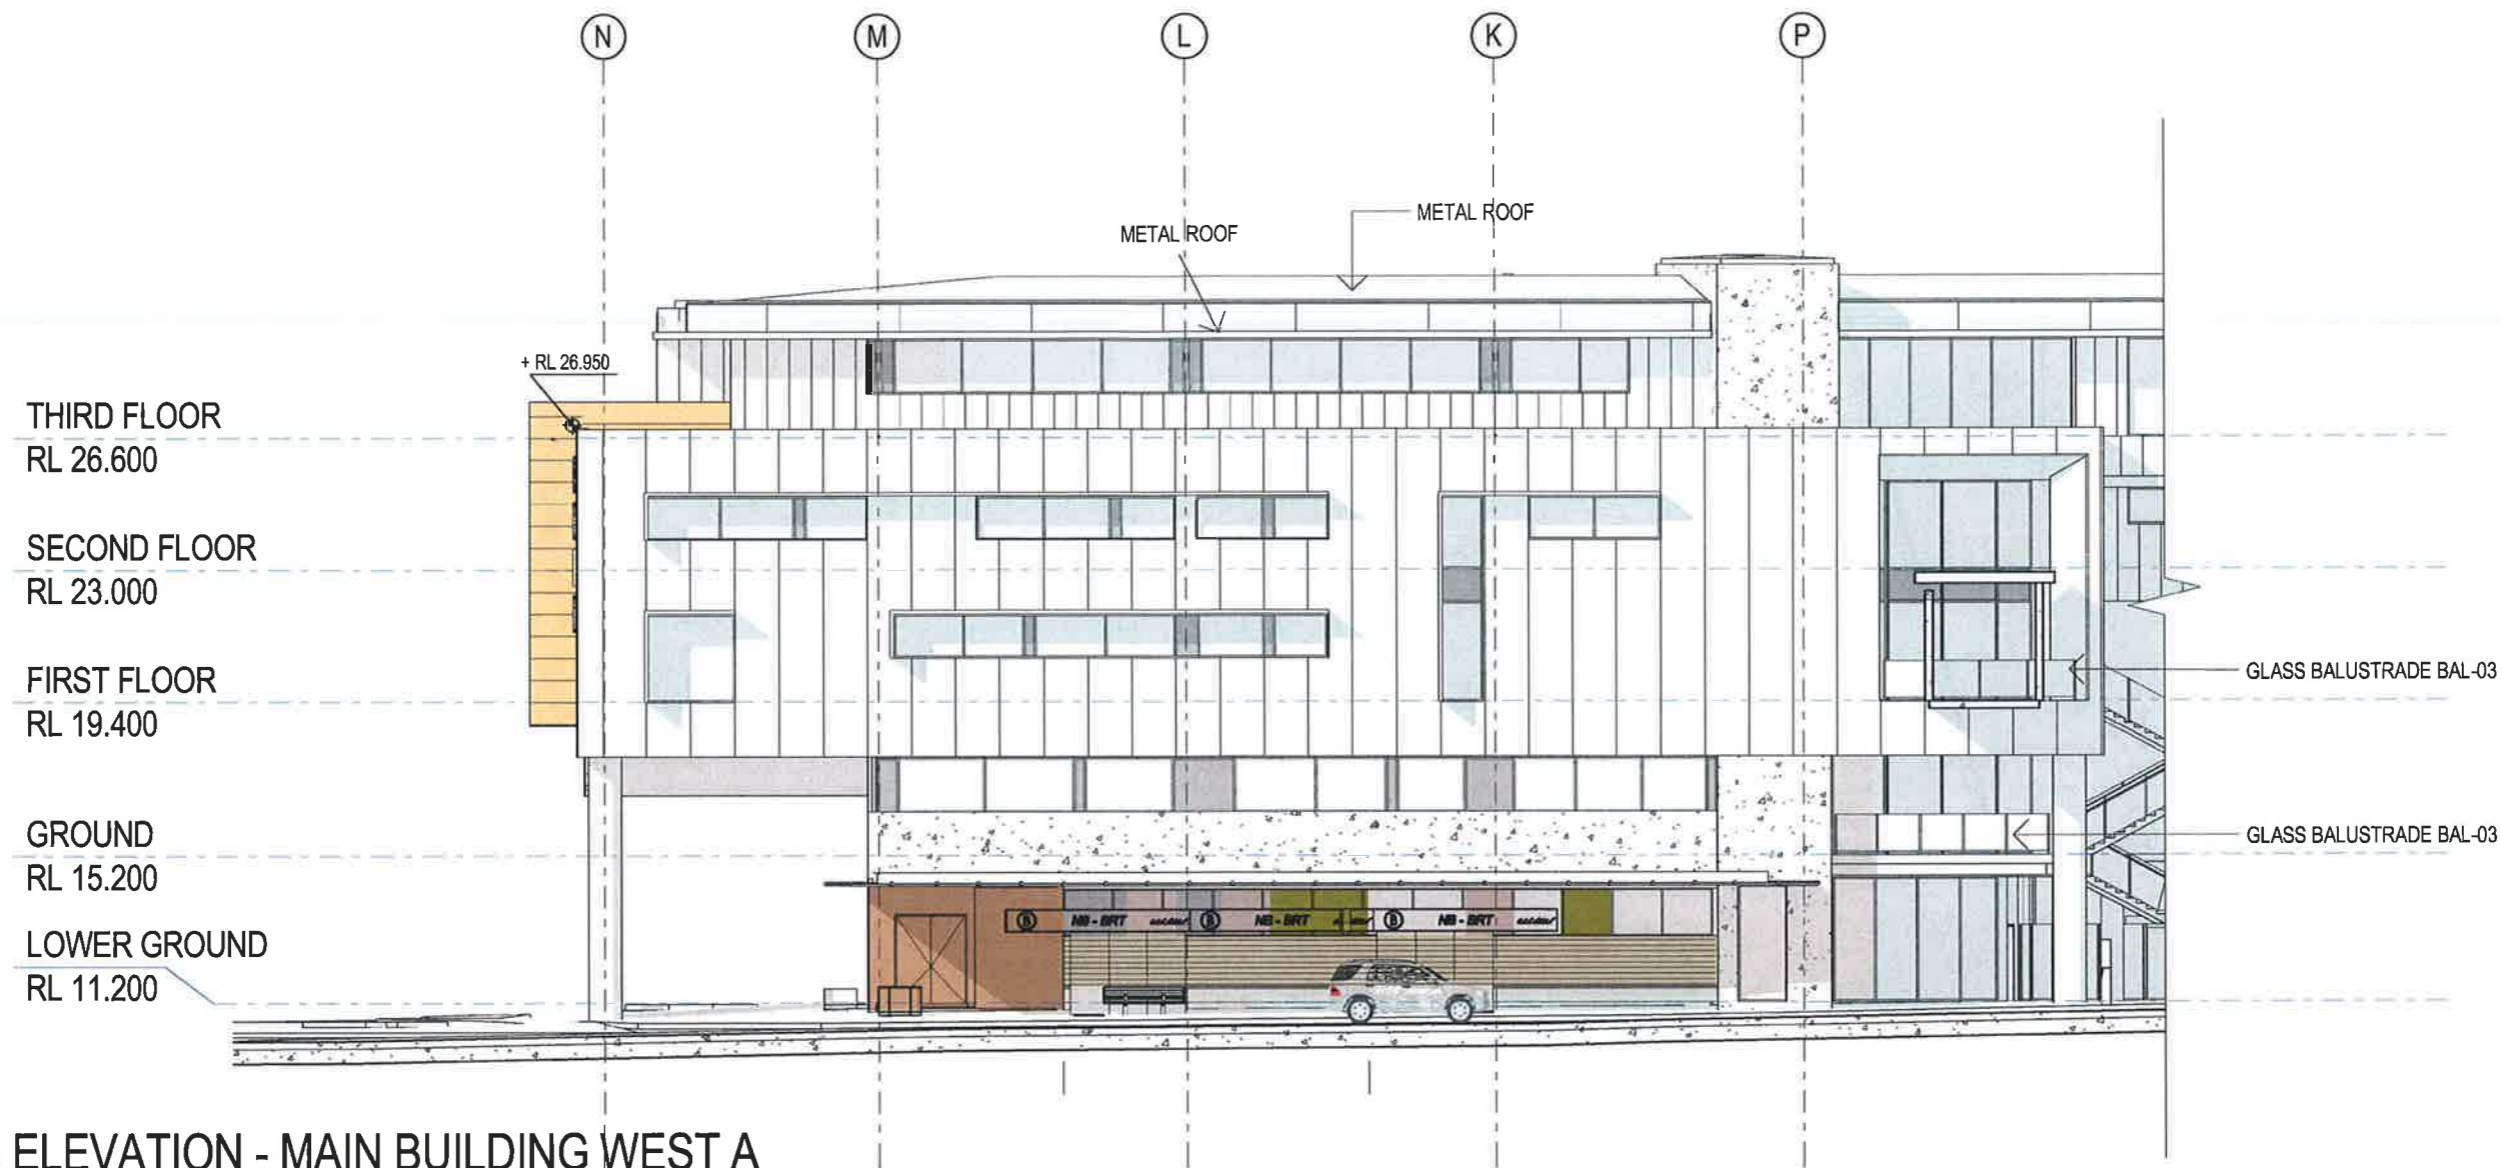 N
M
L
K
P
METAL ROOF
METAL ROOF
+ RL 26.950
THIRD FLOOR
RL 26.600
SECOND FLOOR
RL 23.000
FIRST FLOOR
RL 19.400
GLASS BALUSTRADE BAL-03
GROUND
RL 15.200
GLASS BALUSTRADE BAL-03
B NB - BRT
B NB - BRT
B NB - BRT
LOWER GROUND
RL 11.200
ELEVATION - MAIN BUILDING WEST A